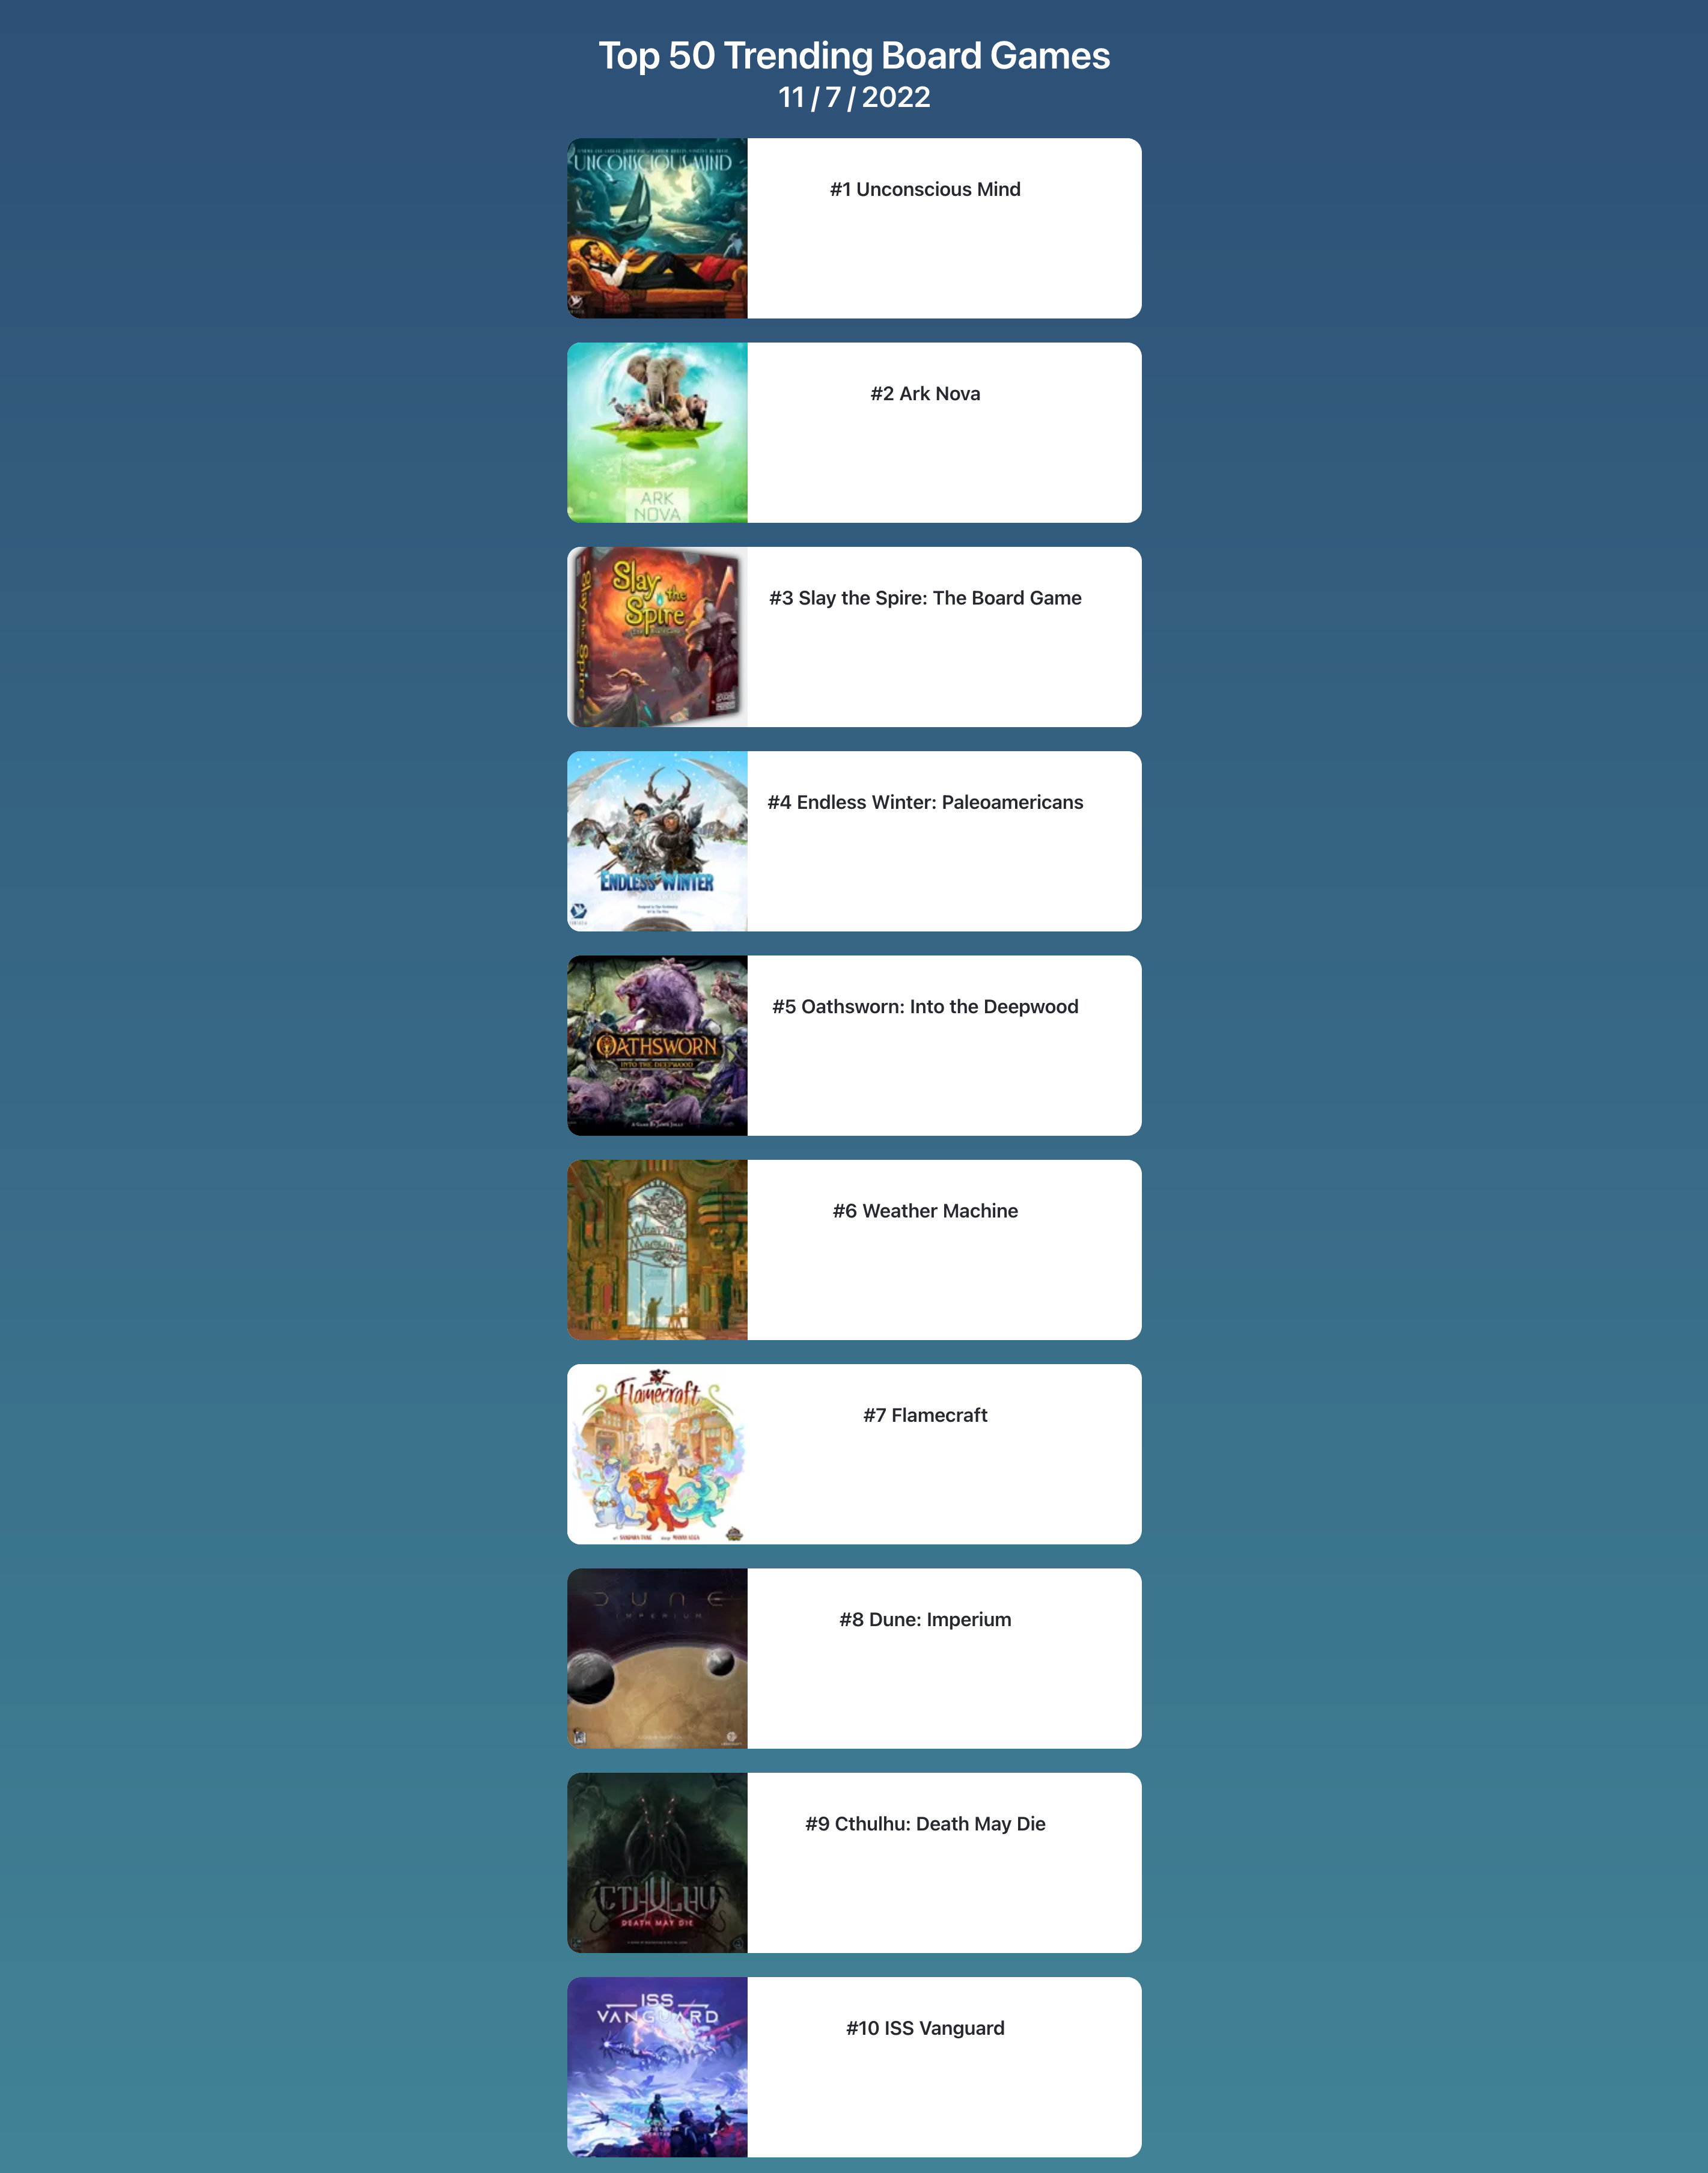 Top 50 Trending Board Games
11 / 7 / 2022
UNCONSCIOUS MIND
#1 Unconscious Mind
#2 Ark Nova
ARK
NOVA
Slay
the
Spire
Slay the Spire
#3 Slay the Spire: The Board Game
#4 Endless Winter: Paleoamericans
ENDLESS WINTER
#5 Oathsworn: Into the Deepwood
OATHSWORN
INTO THE DEEPWOOD
#6 Weather Machine
WEATHER
MACHINE
Flamecraft
#7 Flamecraft
DUNE
IMPERIUM
#8 Dune: Imperium
#9 Cthulhu: Death May Die
CTHULHU
DEATH MAY DIE
ISS
VANGUARD
#10 ISS Vanguard